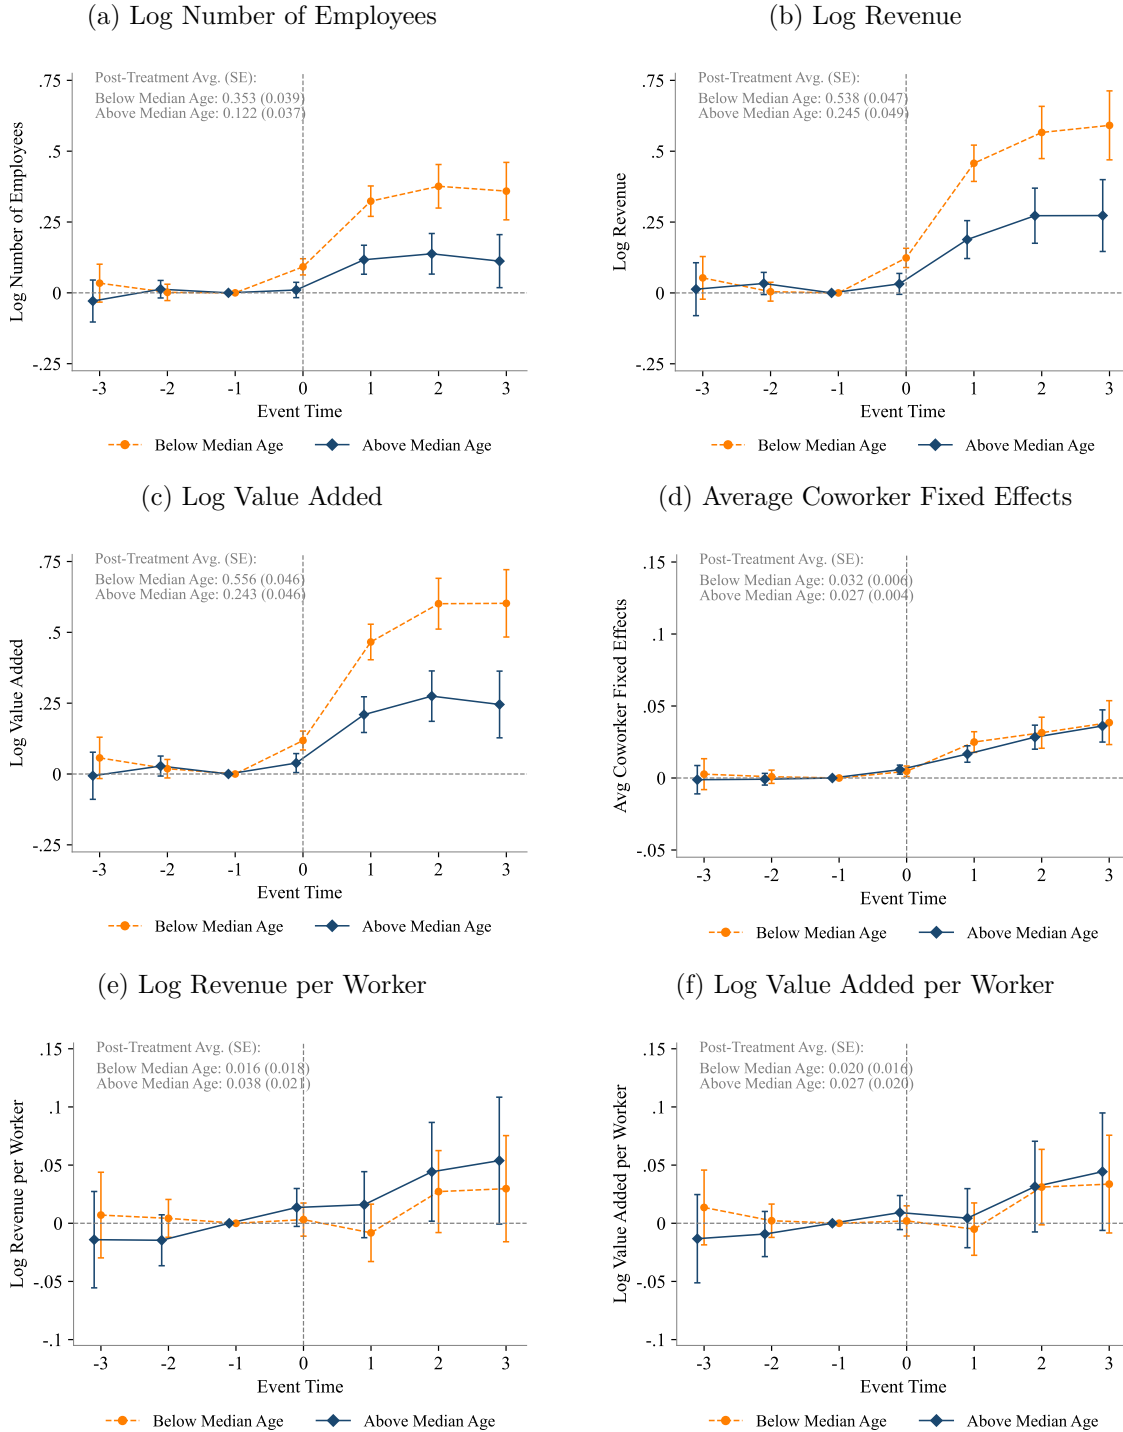 (a) Log Number of Employees
Post-Treatment Avg. (SE):
Below Median Age: 0.353 (0.039)
Above Median Age: 0.122 (0.037)
Log Number of Employees
.75
.5
.25
0
-.25
-3 -2 -1 0 1 2 3
Event Time
Below Median Age Above Median Age
(b) Log Revenue
Post-Treatment Avg. (SE):
Below Median Age: 0.538 (0.047)
Above Median Age: 0.245 (0.049)
Log Revenue
.75
.5
.25
0
-.25
-3 -2 -1 0 1 2 3
Event Time
Below Median Age Above Median Age
(c) Log Value Added
Post-Treatment Avg. (SE):
Below Median Age: 0.556 (0.046)
Above Median Age: 0.243 (0.046)
Log Value Added
.75
.5
.25
0
-.25
-3 -2 -1 0 1 2 3
Event Time
Below Median Age Above Median Age
(d) Average Coworker Fixed Effects
Post-Treatment Avg. (SE):
Below Median Age: 0.032 (0.006)
Above Median Age: 0.027 (0.004)
Avg Coworker Fixed Effects
.15
.1
.05
0
-.05
-3 -2 -1 0 1 2 3
Event Time
Below Median Age Above Median Age
(e) Log Revenue per Worker
Post-Treatment Avg. (SE):
Below Median Age: 0.016 (0.018)
Above Median Age: 0.038 (0.021)
Log Revenue per Worker
.15
.1
.05
0
-.05
-.1
-3 -2 -1 0 1 2 3
Event Time
Below Median Age Above Median Age
(f) Log Value Added per Worker
Post-Treatment Avg. (SE):
Below Median Age: 0.020 (0.016)
Above Median Age: 0.027 (0.020)
Log Value Added per Worker
.15
.1
.05
0
-.05
-.1
-3 -2 -1 0 1 2 3
Event Time
Below Median Age Above Median Age